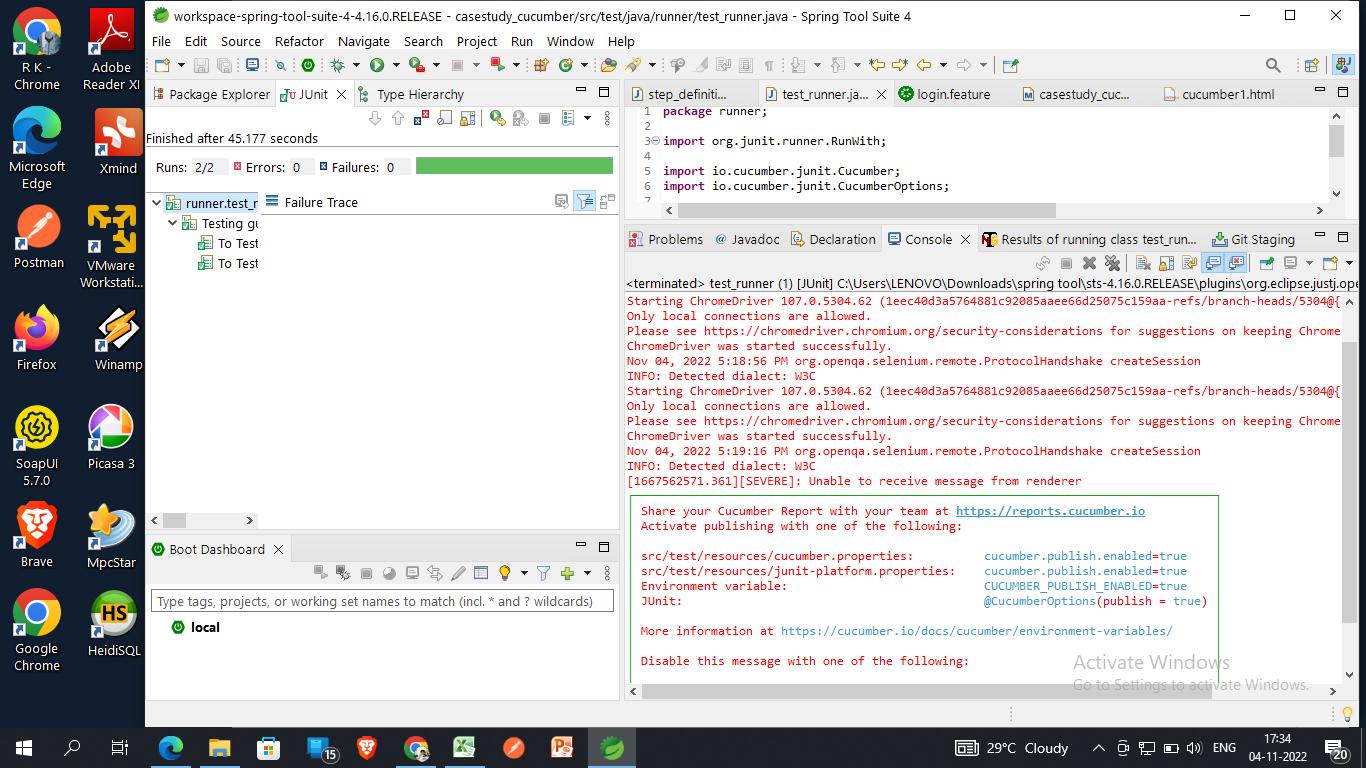 R K -
Chrome
Adobe
Reader XI
Microsoft
Edge
Xmind
Postman
VMware
Workstati...
Firefox
Winamp
SoapUI
5.7.0
Picasa 3
Brave
MpcStar
Google
Chrome
HS
HeidiSQL
workspace-spring-tool-suite-4-4.16.0.RELEASE - casestudy_cucumber/src/test/java/runner/test_runner.java - Spring Tool Suite 4
File Edit Source Refactor Navigate Search Project Run Window Help
Package Explorer JUnit Type Hierarchy
Finished after 45.177 seconds
Runs: 2/2 Errors: 0 Failures: 0
runner.test_r
Failure Trace
Testing gu
To Test
To Test
Boot Dashboard
Type tags, projects, or working set names to match (incl. * and ? wildcards)
local
step_definiti... test_runner.ja... login.feature casestudy_cuc... cucumber1.html
1 package runner;
2
3 import org.junit.runner.RunWith;
4
5 import io.cucumber.junit.Cucumber;
6 import io.cucumber.junit.CucumberOptions;
7
Problems Javadoc Declaration Console Results of running class test_run... Git Staging
<terminated> test_runner (1) [JUnit] C:\Users\LENOVO\Downloads\spring tool\sts-4.16.0.RELEASE\plugins\org.eclipse.justj.ope
Starting ChromeDriver 107.0.5304.62 (1eec40d3a5764881c92085aaee66d25075c159aa-refs/branch-heads/5304@{
Only local connections are allowed.
Please see https://chromedriver.chromium.org/security-considerations for suggestions on keeping Chrome
ChromeDriver was started successfully.
Nov 04, 2022 5:18:56 PM org.openqa.selenium.remote.ProtocolHandshake createSession
INFO: Detected dialect: W3C
Starting ChromeDriver 107.0.5304.62 (1eec40d3a5764881c92085aaee66d25075c159aa-refs/branch-heads/5304@{
Only local connections are allowed.
Please see https://chromedriver.chromium.org/security-considerations for suggestions on keeping Chrome
ChromeDriver was started successfully.
Nov 04, 2022 5:19:16 PM org.openqa.selenium.remote.ProtocolHandshake createSession
INFO: Detected dialect: W3C
[1667562571.361][SEVERE]: Unable to receive message from renderer
Share your Cucumber Report with your team at https://reports.cucumber.io
Activate publishing with one of the following:
src/test/resources/cucumber.properties: cucumber.publish.enabled=true
src/test/resources/junit-platform.properties: cucumber.publish.enabled=true
Environment variable: CUCUMBER_PUBLISH_ENABLED=true
JUnit: @CucumberOptions(publish = true)
More information at https://cucumber.io/docs/cucumber/environment-variables/
Disable this message with one of the following:
Activate Windows
Go to Settings to activate Windows.
15
29°C Cloudy
ENG
17:34
04-11-2022
20